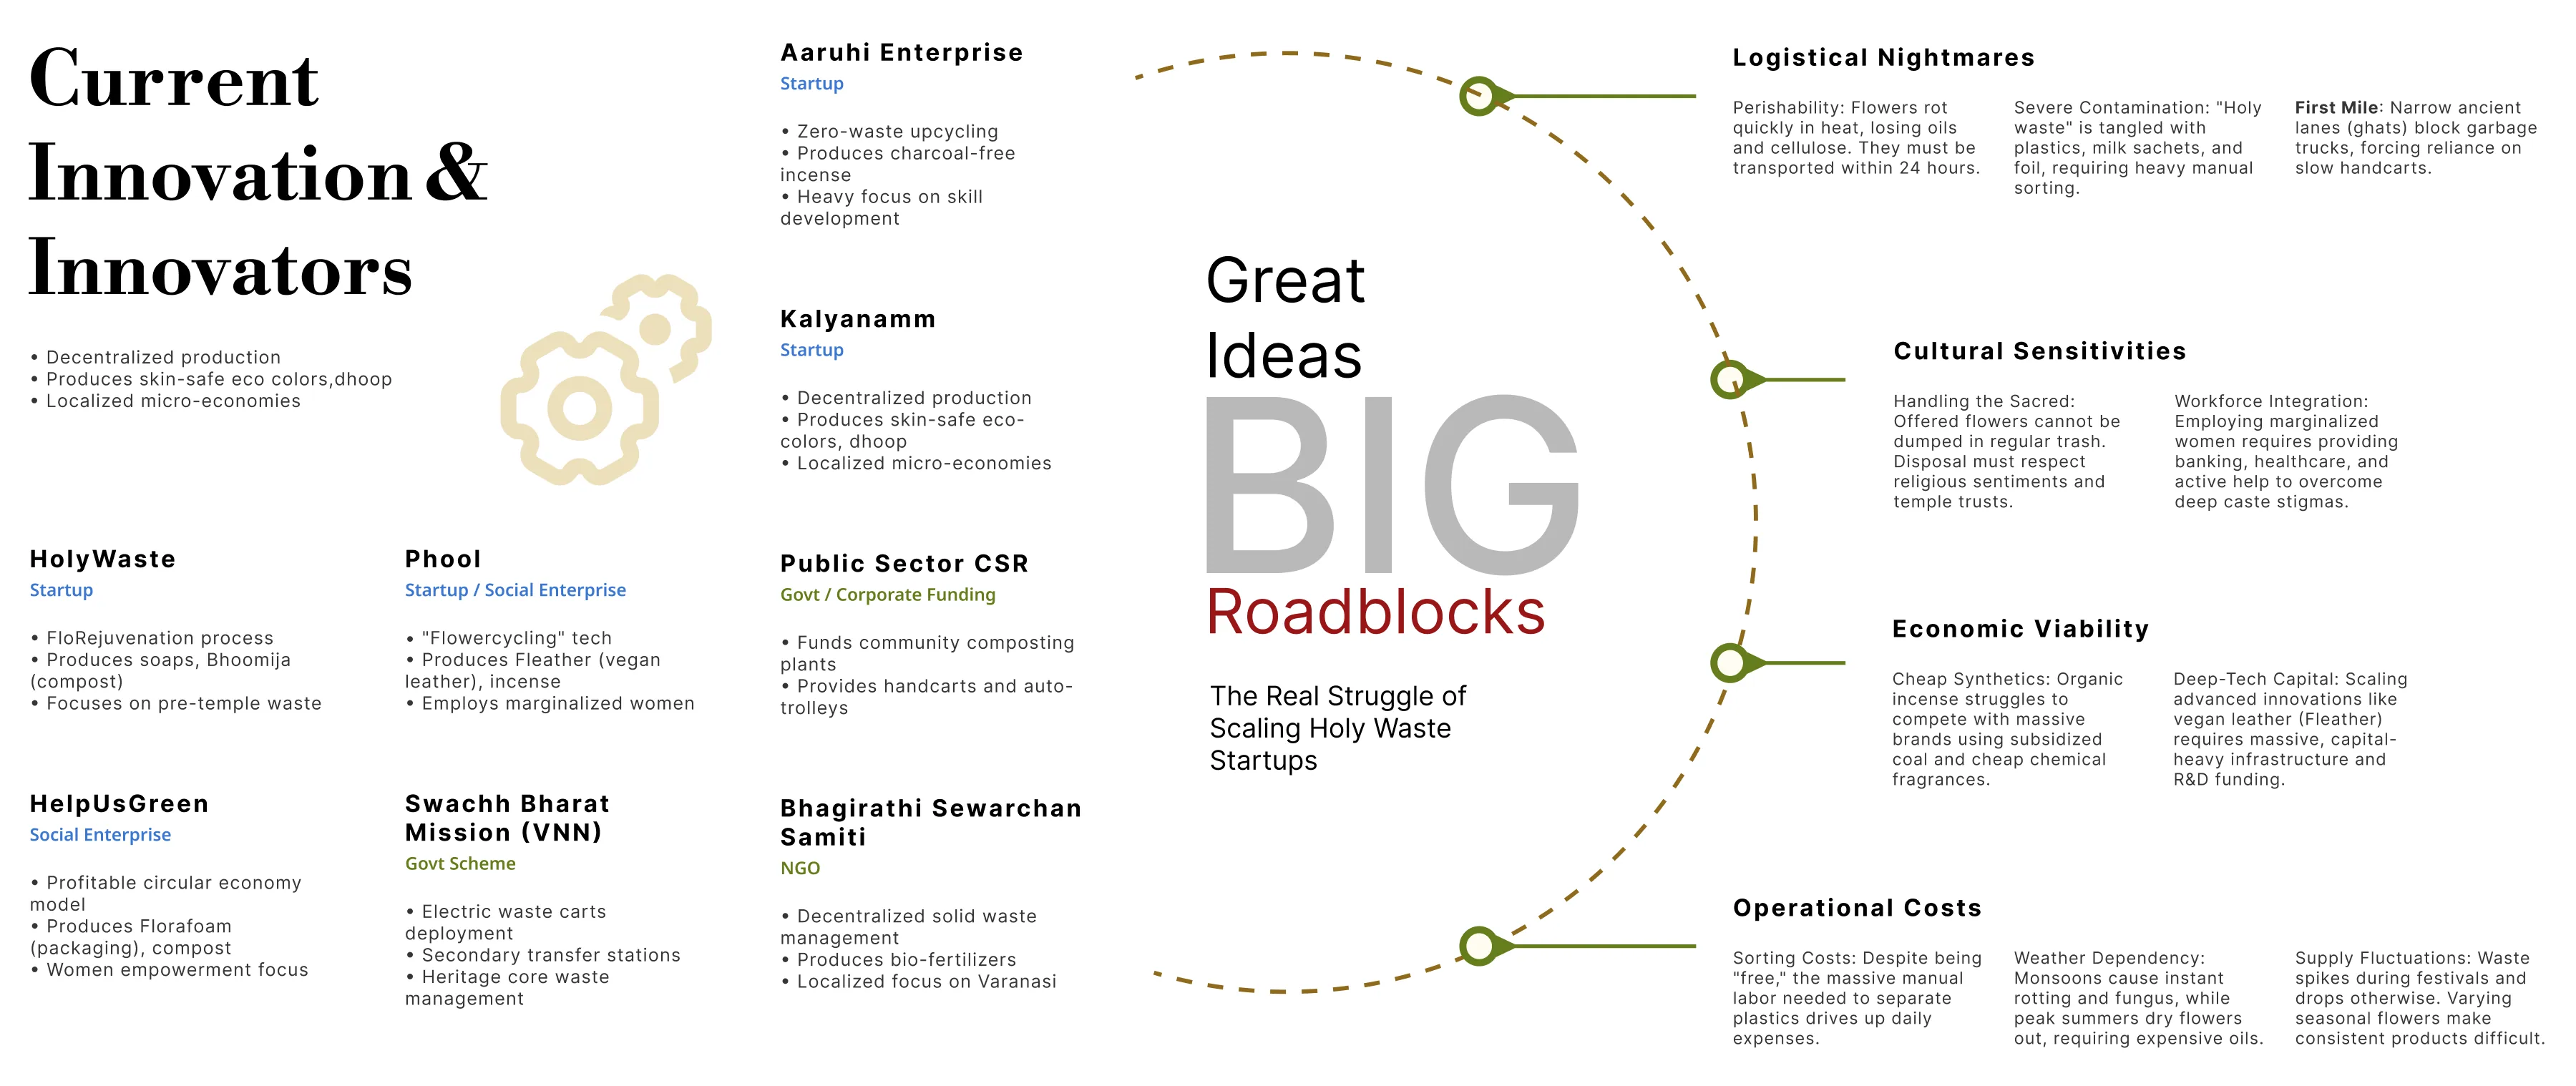 Current
Innovation &
Innovators
• Decentralized production
• Produces skin-safe eco colors,dhoop
• Localized micro-economies
HolyWaste
Startup
• FloRejuvenation process
• Produces soaps, Bhoomija
(compost)
• Focuses on pre-temple waste
Phool
Startup / Social Enterprise
• "Flowercycling" tech
• Produces Fleather (vegan
leather), incense
• Employs marginalized women
HelpUsGreen
Social Enterprise
• Profitable circular economy
model
• Produces Florafoam
(packaging), compost
• Women empowerment focus
Swachh Bharat
Mission (VNN)
Govt Scheme
• Electric waste carts
deployment
• Secondary transfer stations
• Heritage core waste
management
Aaruhi Enterprise
Startup
• Zero-waste upcycling
• Produces charcoal-free
incense
• Heavy focus on skill
development
Kalyanamm
Startup
• Decentralized production
• Produces skin-safe eco-
colors, dhoop
• Localized micro-economies
Public Sector CSR
Govt / Corporate Funding
• Funds community composting
plants
• Provides handcarts and auto-
trolleys
Bhagirathi Sewarchan
Samiti
NGO
• Decentralized solid waste
management
• Produces bio-fertilizers
• Localized focus on Varanasi
Great
Ideas
BIG
Roadblocks
The Real Struggle of
Scaling Holy Waste
Startups
Logistical Nightmares
Perishability: Flowers rot
quickly in heat, losing oils
and cellulose. They must be
transported within 24 hours.
Severe Contamination: "Holy
waste" is tangled with
plastics, milk sachets, and
foil, requiring heavy manual
sorting.
First Mile: Narrow ancient
lanes (ghats) block garbage
trucks, forcing reliance on
slow handcarts.
Cultural Sensitivities
Handling the Sacred:
Offered flowers cannot be
dumped in regular trash.
Disposal must respect
religious sentiments and
temple trusts.
Workforce Integration:
Employing marginalized
women requires providing
banking, healthcare, and
active help to overcome
deep caste stigmas.
Economic Viability
Cheap Synthetics: Organic
incense struggles to
compete with massive
brands using subsidized
coal and cheap chemical
fragrances.
Deep-Tech Capital: Scaling
advanced innovations like
vegan leather (Fleather)
requires massive, capital-
heavy infrastructure and
R&D funding.
Operational Costs
Sorting Costs: Despite being
"free," the massive manual
labor needed to separate
plastics drives up daily
expenses.
Weather Dependency:
Monsoons cause instant
rotting and fungus, while
peak summers dry flowers
out, requiring expensive oils.
Supply Fluctuations: Waste
spikes during festivals and
drops otherwise. Varying
seasonal flowers make
consistent products difficult.